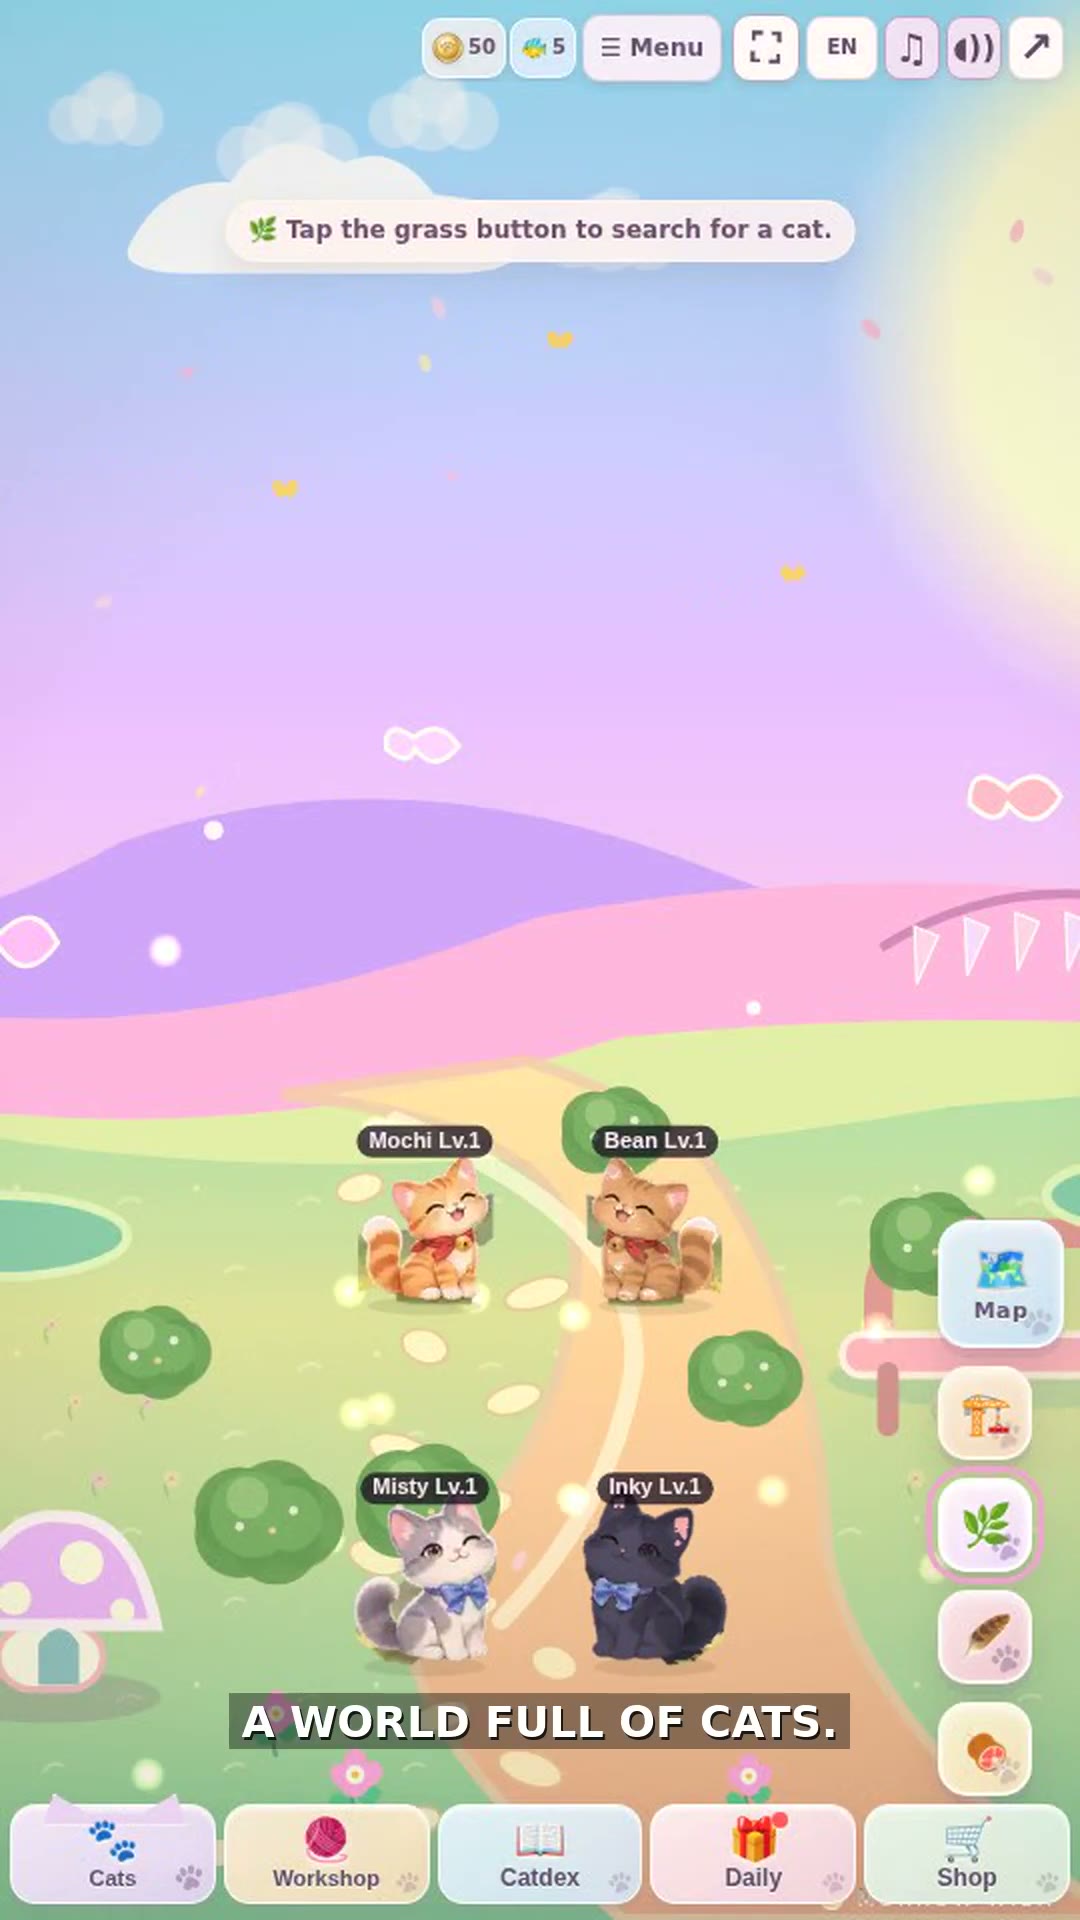 50
5
☰ Menu
EN
Tap the grass button to search for a cat.
Mochi Lv.1
Bean Lv.1
Map
Misty Lv.1
Inky Lv.1
A WORLD FULL OF CATS.
Cats
Workshop
Catdex
Daily
Shop